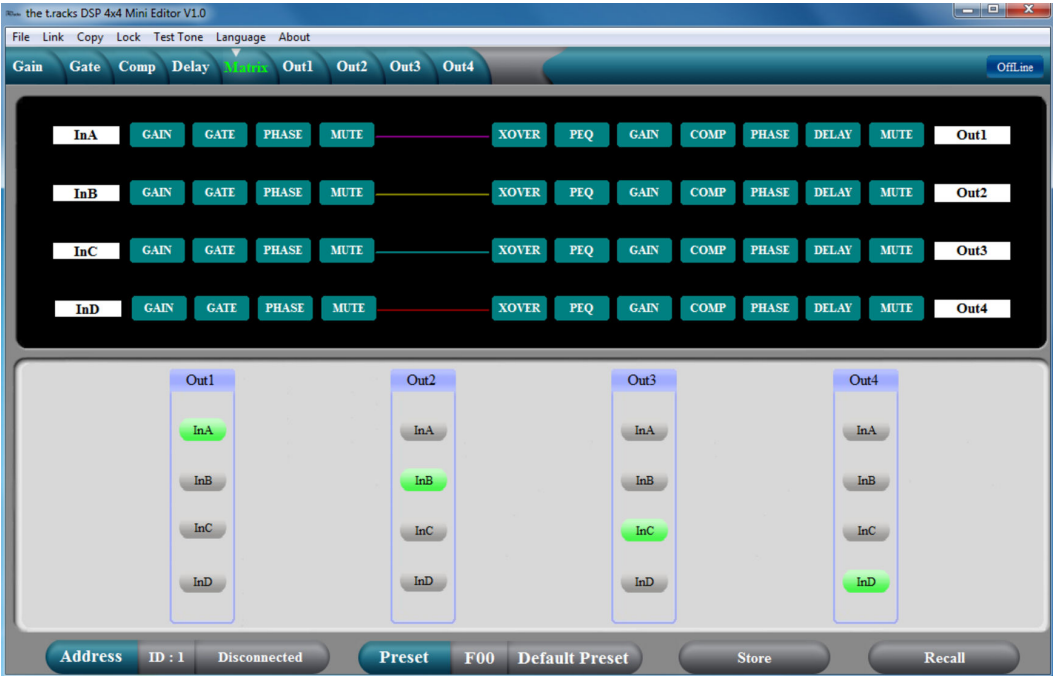 the t.racks DSP 4x4 Mini Editor V1.0
File Link Copy Lock Test Tone Language About
Gain Gate Comp Delay Matrix Out1 Out2 Out3 Out4 OffLine
InA GAIN GATE PHASE MUTE XOVER PEQ GAIN COMP PHASE DELAY MUTE Out1
InB GAIN GATE PHASE MUTE XOVER PEQ GAIN COMP PHASE DELAY MUTE Out2
InC GAIN GATE PHASE MUTE XOVER PEQ GAIN COMP PHASE DELAY MUTE Out3
InD GAIN GATE PHASE MUTE XOVER PEQ GAIN COMP PHASE DELAY MUTE Out4
Out1 Out2 Out3 Out4
InA InA InA InA
InB InB InB InB
InC InC InC InC
InD InD InD InD
Address ID : 1 Disconnected Preset F00 Default Preset Store Recall